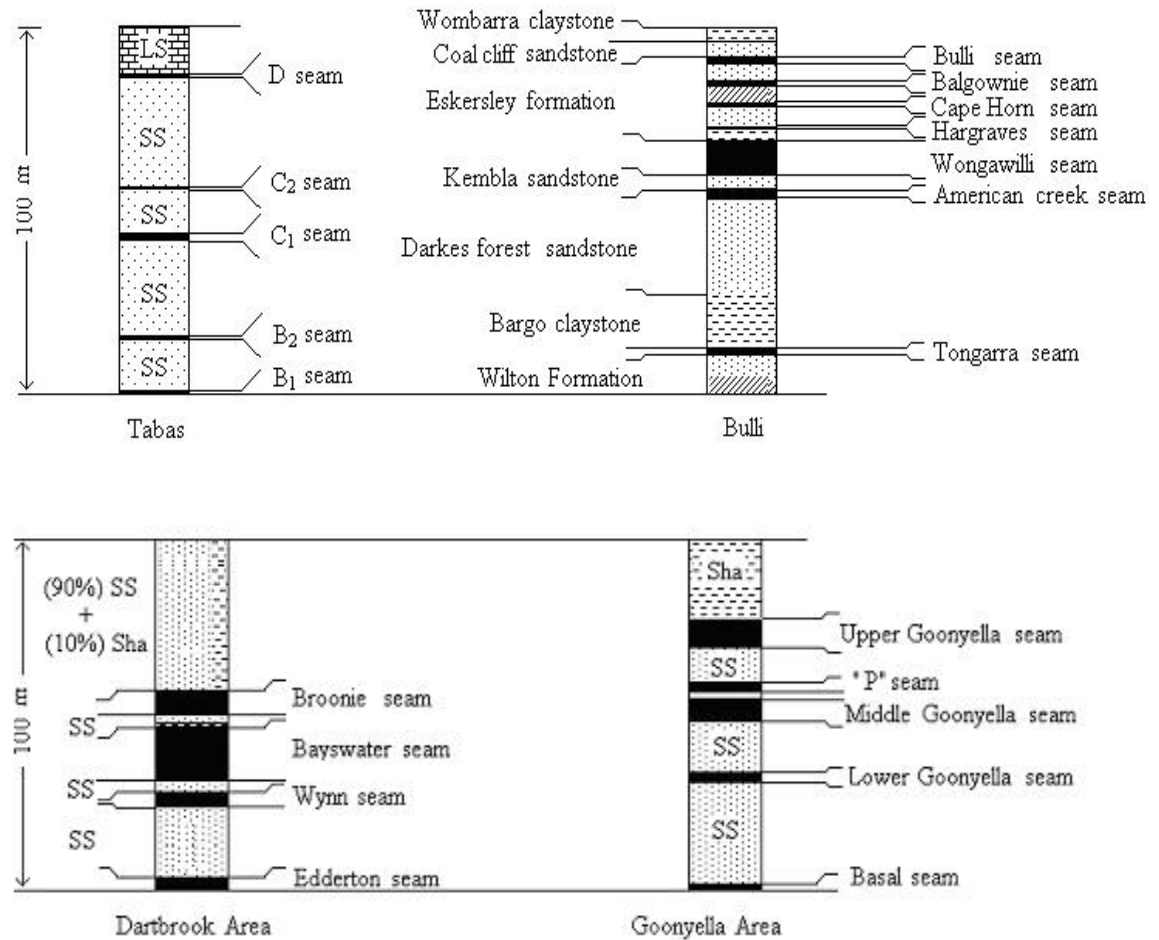 100 m
LS
D seam
SS
C2 seam
SS
C1 seam
SS
B2 seam
SS
B1 seam
Tabas
Wombarra claystone
Coal cliff sandstone
Eskersley formation
Kembla sandstone
Darkes forest sandstone
Bargo claystone
Wilton Formation
Bulli seam
Balgownie seam
Cape Horn seam
Hargraves seam
Wongawilli seam
American creek seam
Tongarra seam
Bulli
100 m
(90%) SS
+
(10%) Sha
Broonie seam
SS
Bayswater seam
SS
Wynn seam
SS
Edderton seam
Dartbrook Area
Sha
Upper Goonyella seam
SS
"P" seam
Middle Goonyella seam
SS
Lower Goonyella seam
SS
Basal seam
Goonyella Area